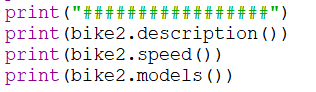 print("#################")
print(bike2.description())
print(bike2.speed())
print(bike2.models())